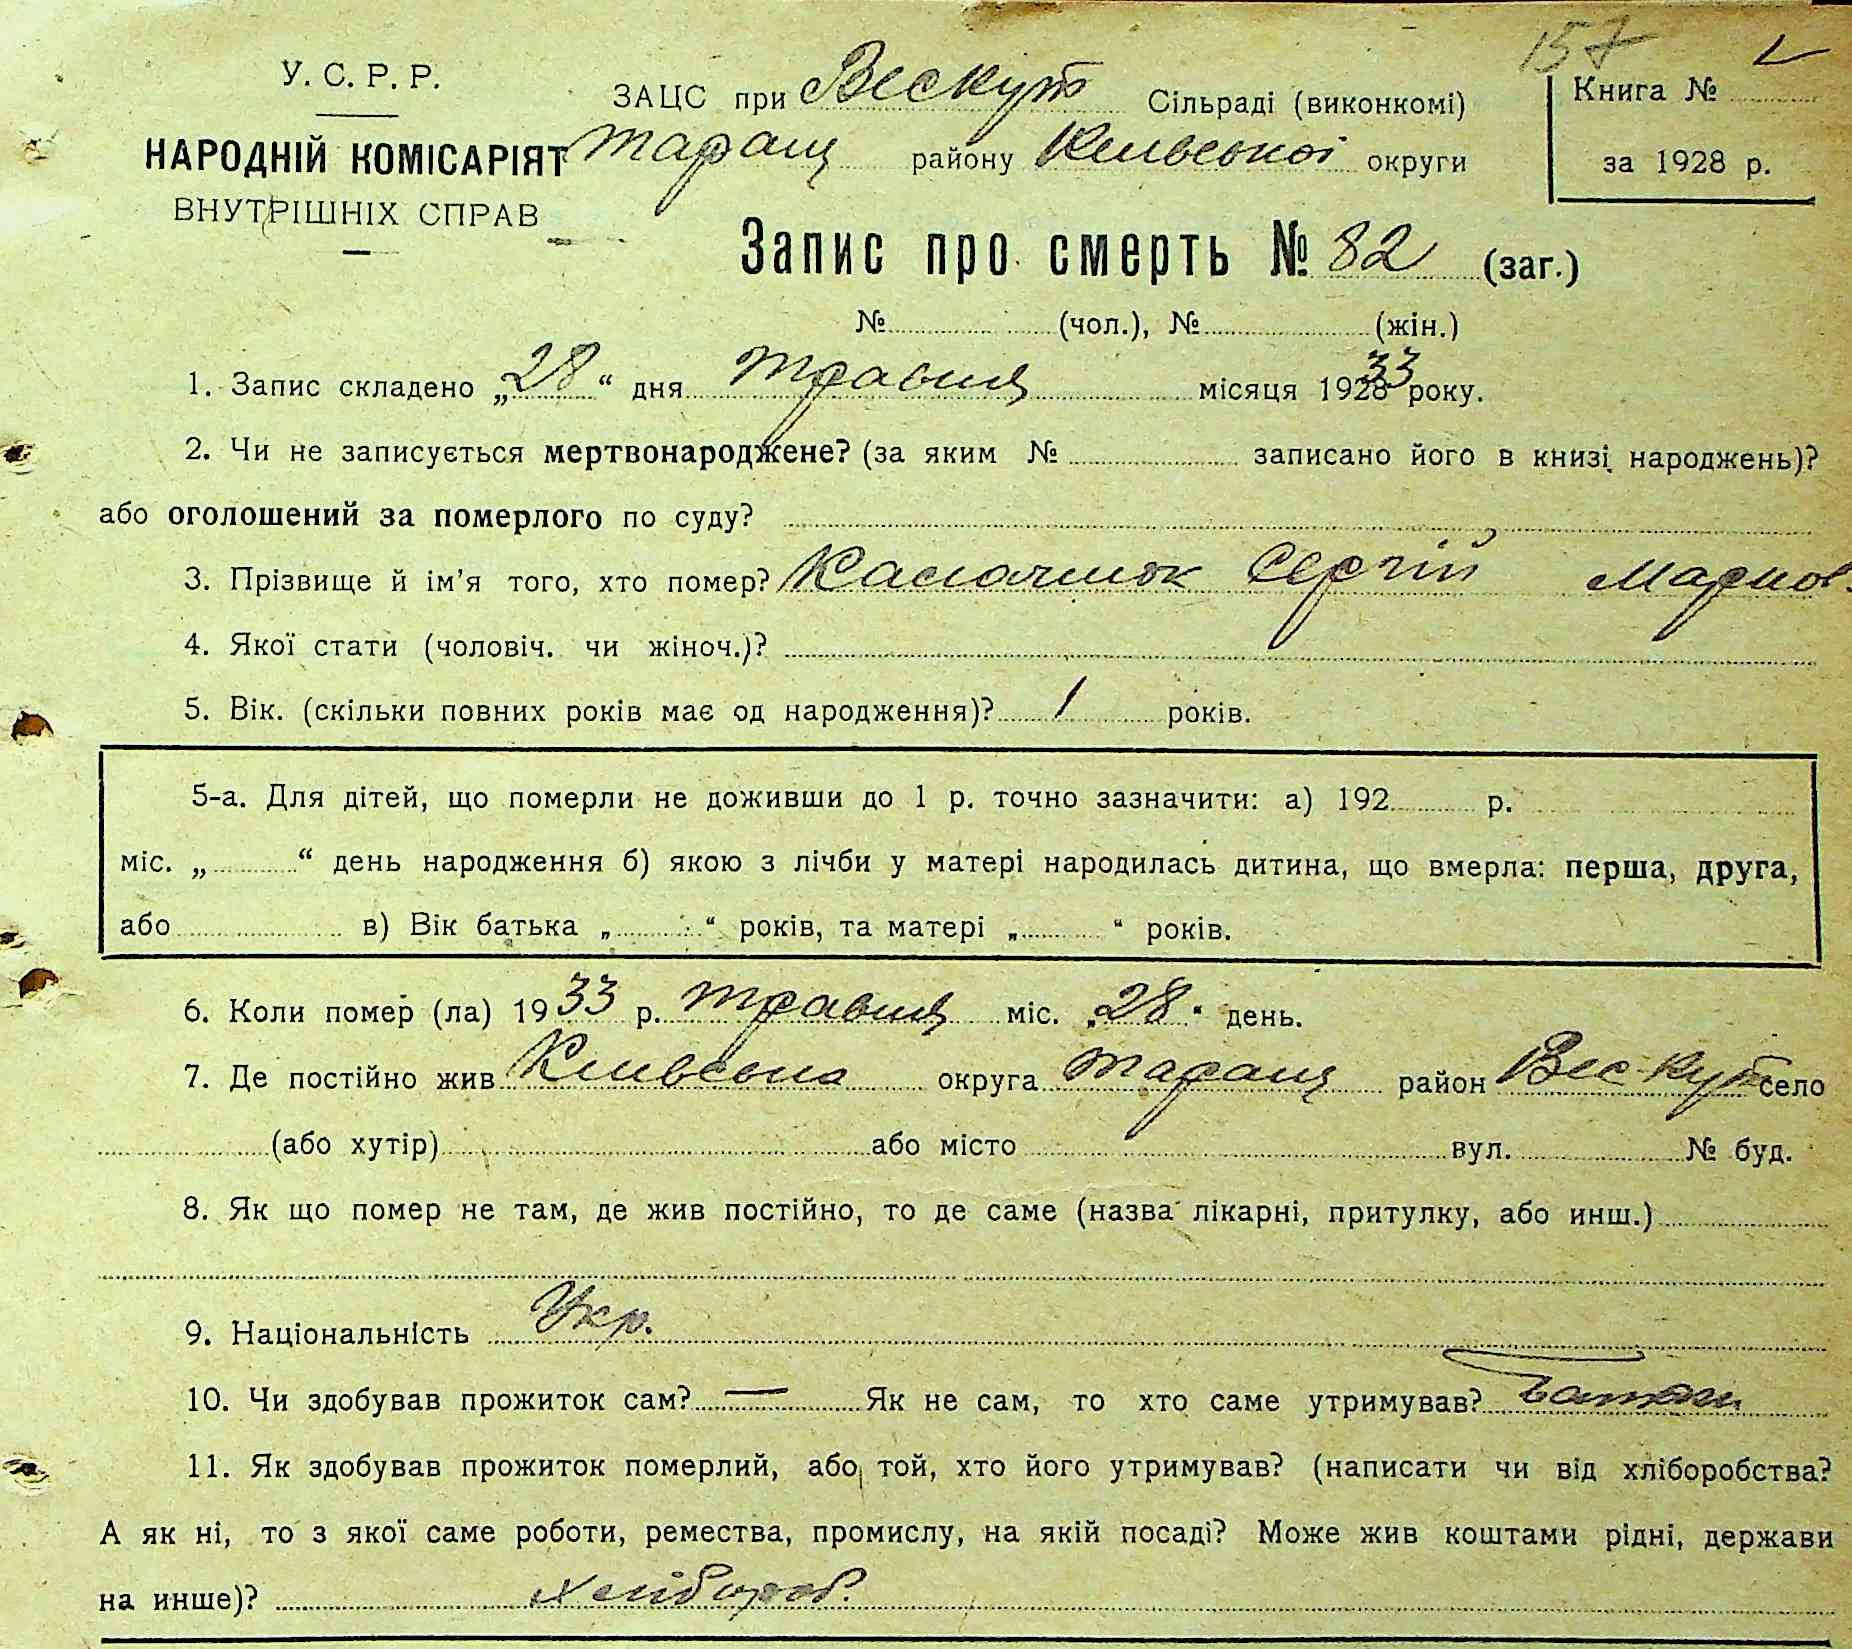 157
У. С. Р. Р.
НАРОДНІЙ КОМІСАРІЯТ
ВНУТРІШНІХ СПРАВ
ЗАЦС при Вескут Сільраді (виконкомі)
Таращ району Київської округи
Книга №
за 1928 р.
Запис про смерть № 82 (заг.)
№ (чол.), № (жін.)
1. Запис складено „28“ дня травня місяця 1928 33 року.
2. Чи не записується мертвонароджене? (за яким № записано його в книзі народжень)?
або оголошений за померлого по суду?
3. Прізвище й ім’я того, хто помер? Сергій Марков.
4. Якої стати (чоловіч. чи жіноч.)?
5. Вік. (скільки повних років має од народження)? 1 років.
5-а. Для дітей, що померли не доживши до 1 р. точно зазначити: а) 192 р.
міс. „ “ день народження б) якою з лічби у матері народилась дитина, що вмерла: перша, друга,
або в) Вік батька „ “ років, та матері „ “ років.
6. Коли помер (ла) 1933 р. травня міс. „28“ день.
7. Де постійно жив Київська округа Таращ район Вес-Кут село
(або хутір) або місто вул. № буд.
8. Як що помер не там, де жив постійно, то де саме (назва лікарні, притулку, або инш.)
9. Національність Укр.
10. Чи здобував прожиток сам? — Як не сам, то хто саме утримував? Батьки
11. Як здобував прожиток померлий, або той, хто його утримував? (написати чи від хліборобства?
А як ні, то з якої саме роботи, ремества, промислу, на якій посаді? Може жив коштами рідні, держави
на инше)? хлібороб.